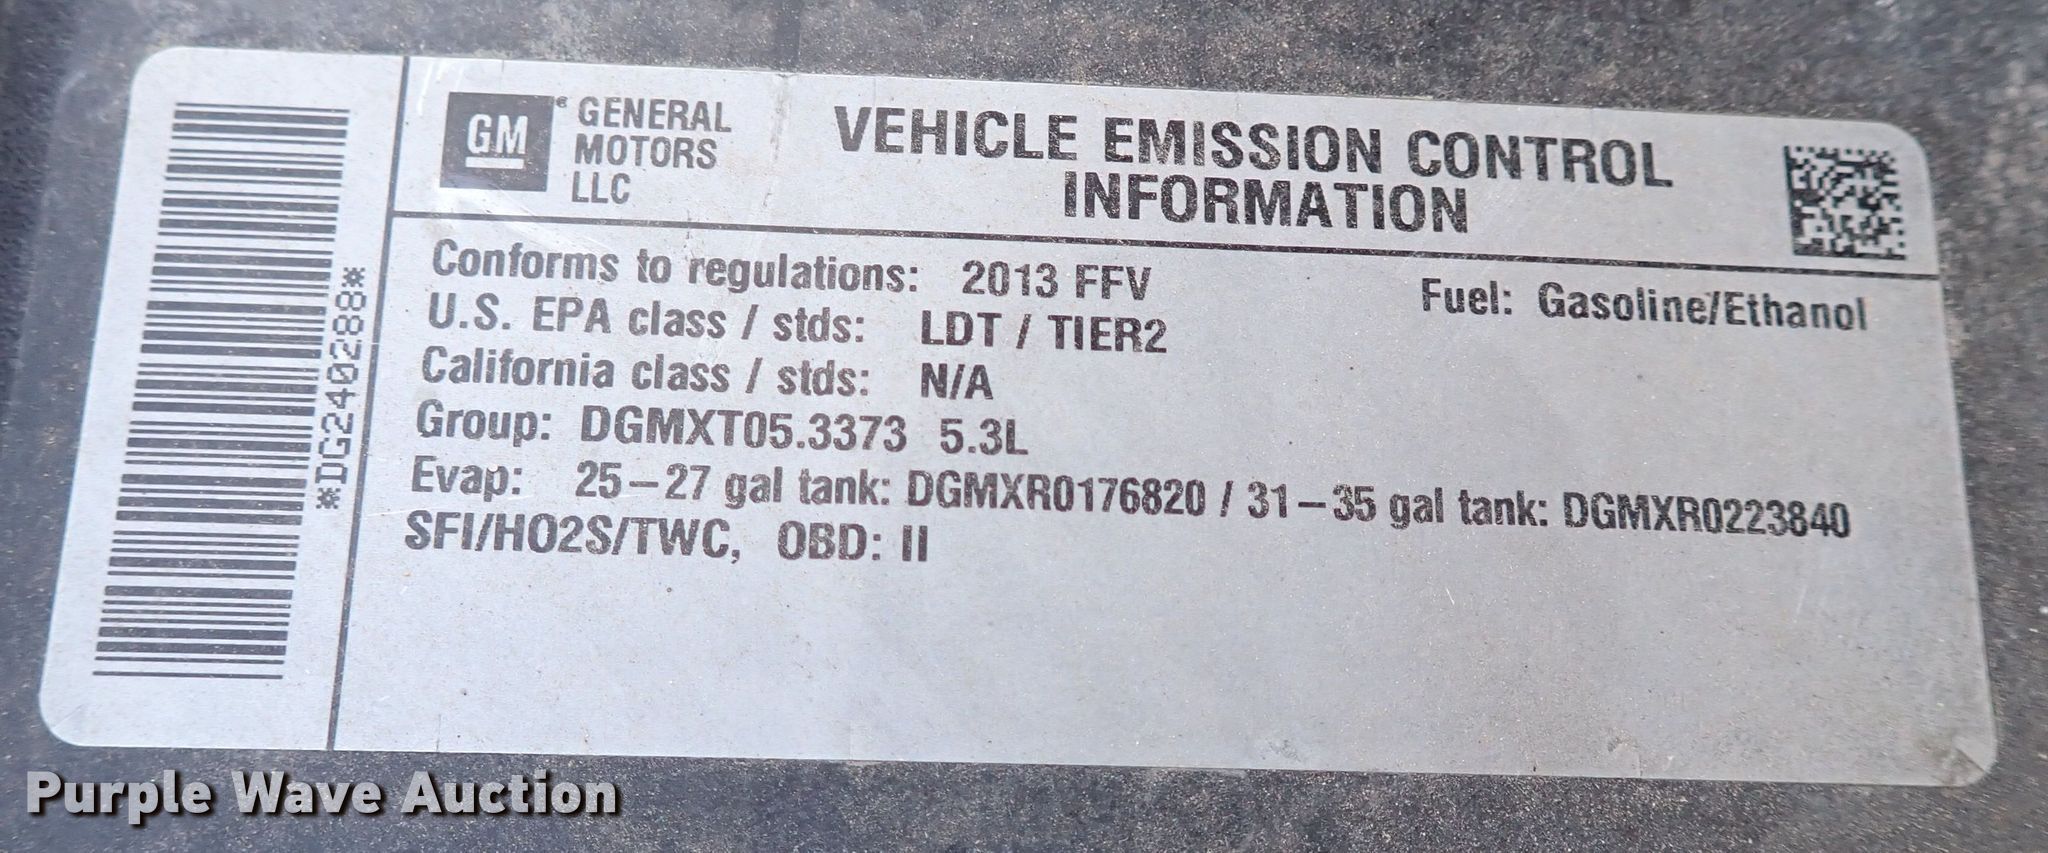 *DG240288*
GM
GENERAL
MOTORS
LLC
VEHICLE EMISSION CONTROL
INFORMATION
Conforms to regulations: 2013 FFV
Fuel: Gasoline/Ethanol
U.S. EPA class / stds: LDT / TIER2
California class / stds: N/A
Group: DGMXT05.3373 5.3L
Evap: 25–27 gal tank: DGMXR0176820 / 31–35 gal tank: DGMXR0223840
SFI/HO2S/TWC, OBD: II
Purple Wave Auction